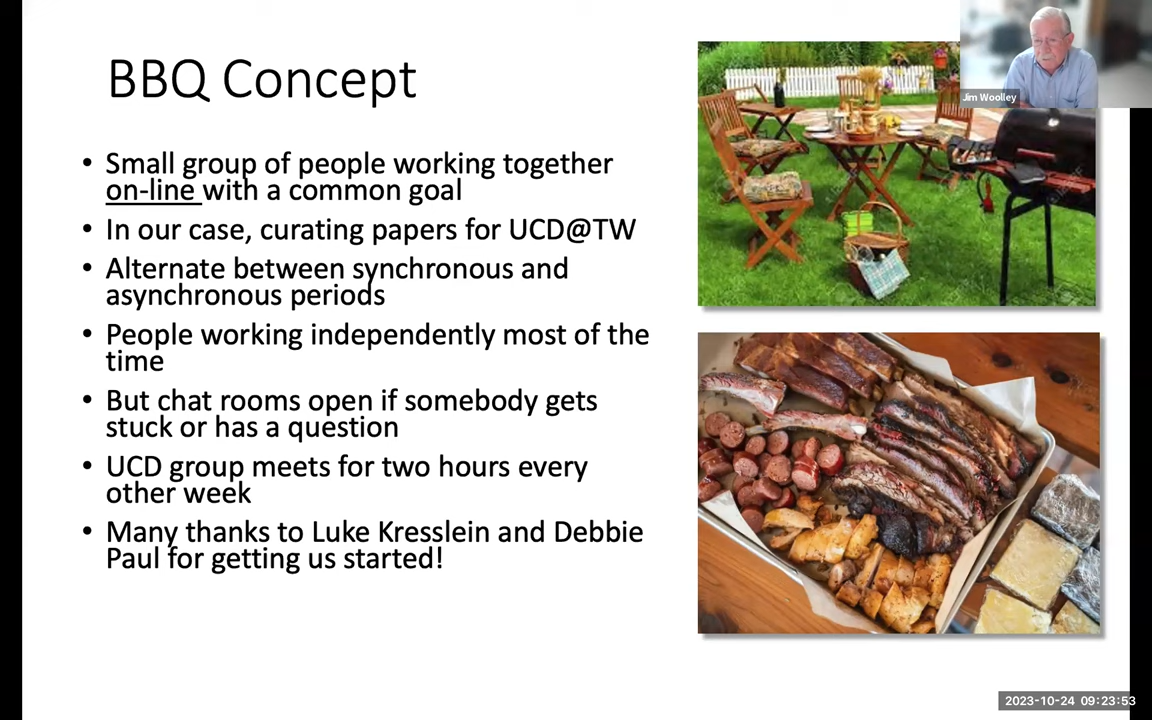 BBQ Concept
Jim Woolley
• Small group of people working together
on-line with a common goal
• In our case, curating papers for UCD@TW
• Alternate between synchronous and
asynchronous periods
• People working independently most of the
time
• But chat rooms open if somebody gets
stuck or has a question
• UCD group meets for two hours every
other week
• Many thanks to Luke Kresslein and Debbie
Paul for getting us started!
2023-10-24 09:23:53